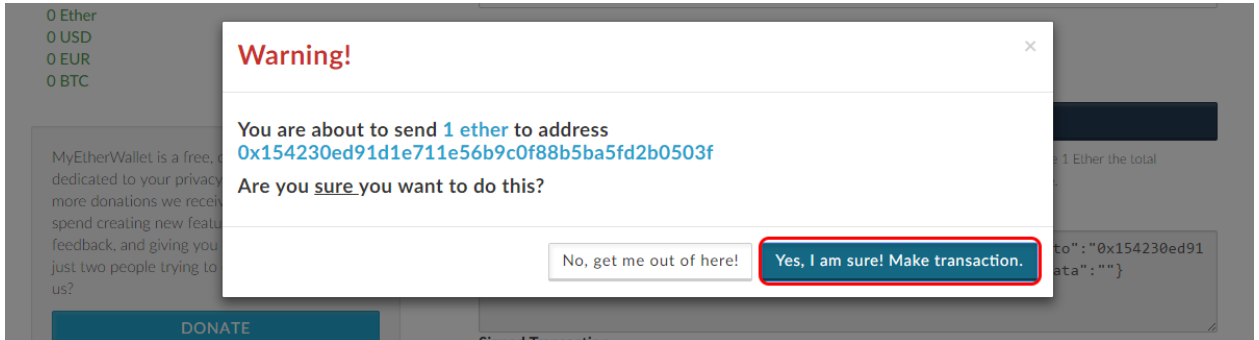 0 Ether
0 USD
0 EUR
0 BTC
Warning!
×
You are about to send 1 ether to address
0x154230ed91d1e711e56b9c0f88b5ba5fd2b0503f
Are you sure you want to do this?
No, get me out of here!
Yes, I am sure! Make transaction.
MyEtherWallet is a free,
dedicated to your privacy
more donations we
spend creating new
feedback, and giving you
just two people trying to
us?
DONATE
1 Ether the total
to":"0x154230ed91
ata":""}